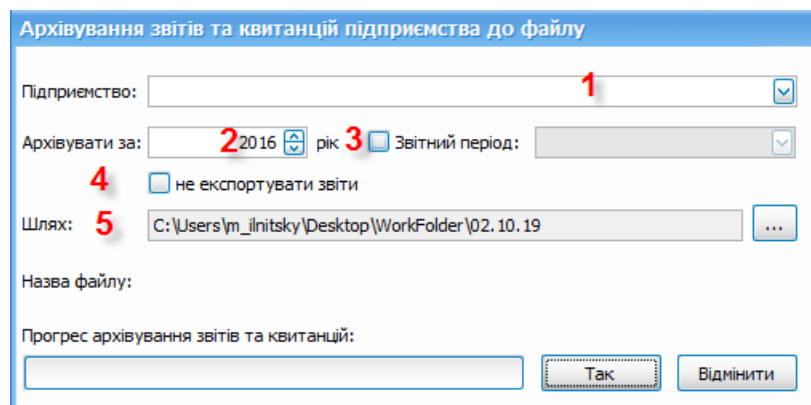 Архівування звітів та квитанцій підприємства до файлу
Підприемство: 1
Архівувати за: 2 2016 рік 3 Звітний період:
4 не експортувати звіти
Шлях: 5 C:\Users\m_ilnitsky\Desktop\WorkFolder\02.10.19 ...
Назва файлу:
Прогрес архівування звітів та квитанцій:
Так Відмінити